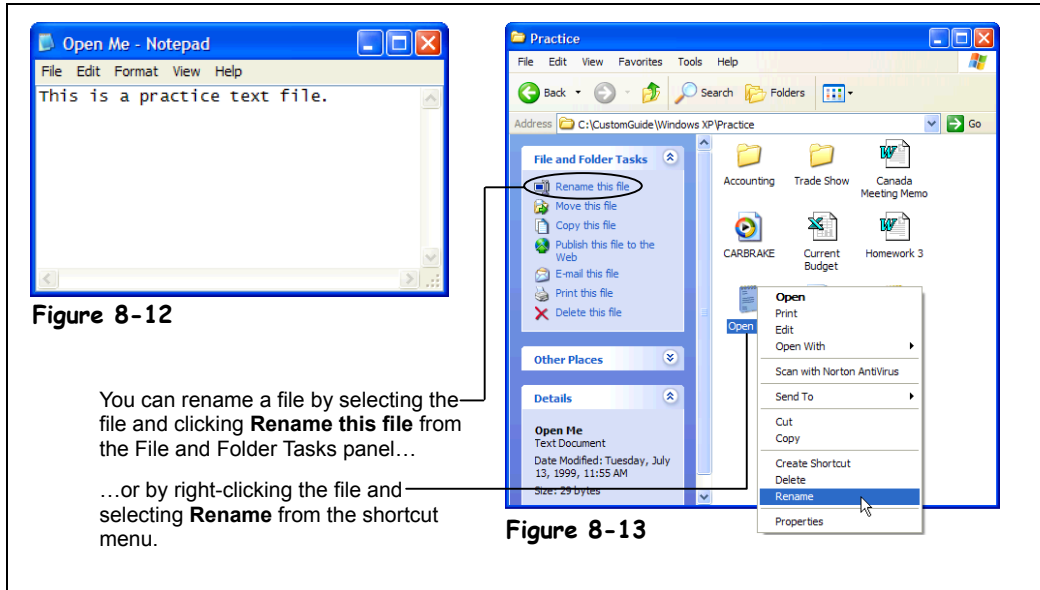 Open Me - Notepad
File Edit Format View Help
This is a practice text file.
Figure 8-12
You can rename a file by selecting the
file and clicking Rename this file from
the File and Folder Tasks panel…
…or by right-clicking the file and
selecting Rename from the shortcut
menu.
Practice
File Edit View Favorites Tools Help
Back Search Folders
Address C:\CustomGuide\Windows XP\Practice Go
File and Folder Tasks
Rename this file
Move this file
Copy this file
Publish this file to the
Web
E-mail this file
Print this file
Delete this file
Other Places
Details
Open Me
Text Document
Date Modified: Tuesday, July
13, 1999, 11:55 AM
Size: 29 bytes
Accounting Trade Show Canada
Meeting Memo
CARBRAKE Current Homework 3
Budget
Open
Open
Print
Edit
Open With
Scan with Norton AntiVirus
Send To
Cut
Copy
Create Shortcut
Delete
Rename
Properties
Figure 8-13